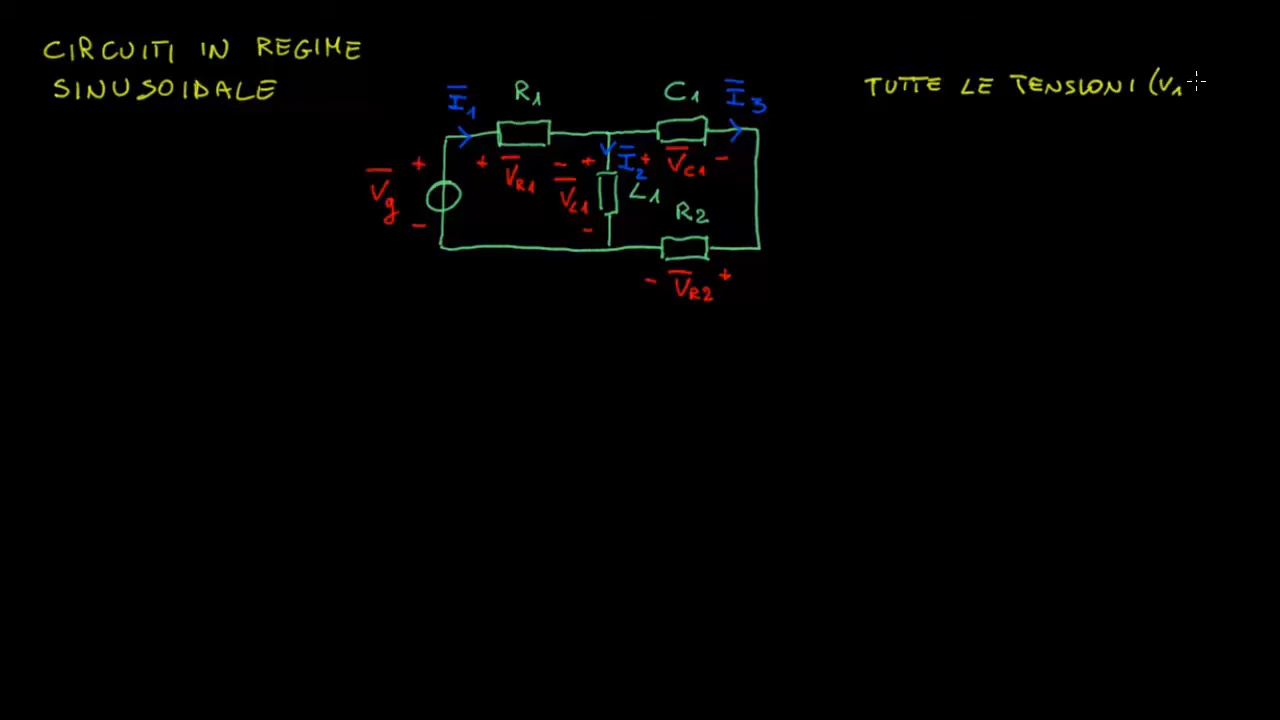 CIRCUITI IN REGIME
SINUSOIDALE
TUTTE LE TENSIONI (V1
I1
R1
C1
I3
+ VR1 -
+ I2
+ VC1 -
+
Vg
-
VL1
-
L1
R2
- VR2 +